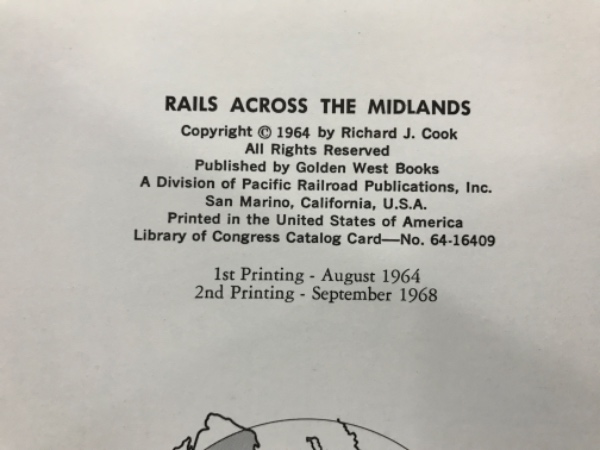 RAILS ACROSS THE MIDLANDS
Copyright © 1964 by Richard J. Cook
All Rights Reserved
Published by Golden West Books
A Division of Pacific Railroad Publications, Inc.
San Marino, California, U.S.A.
Printed in the United States of America
Library of Congress Catalog Card—No. 64-16409
1st Printing - August 1964
2nd Printing - September 1968